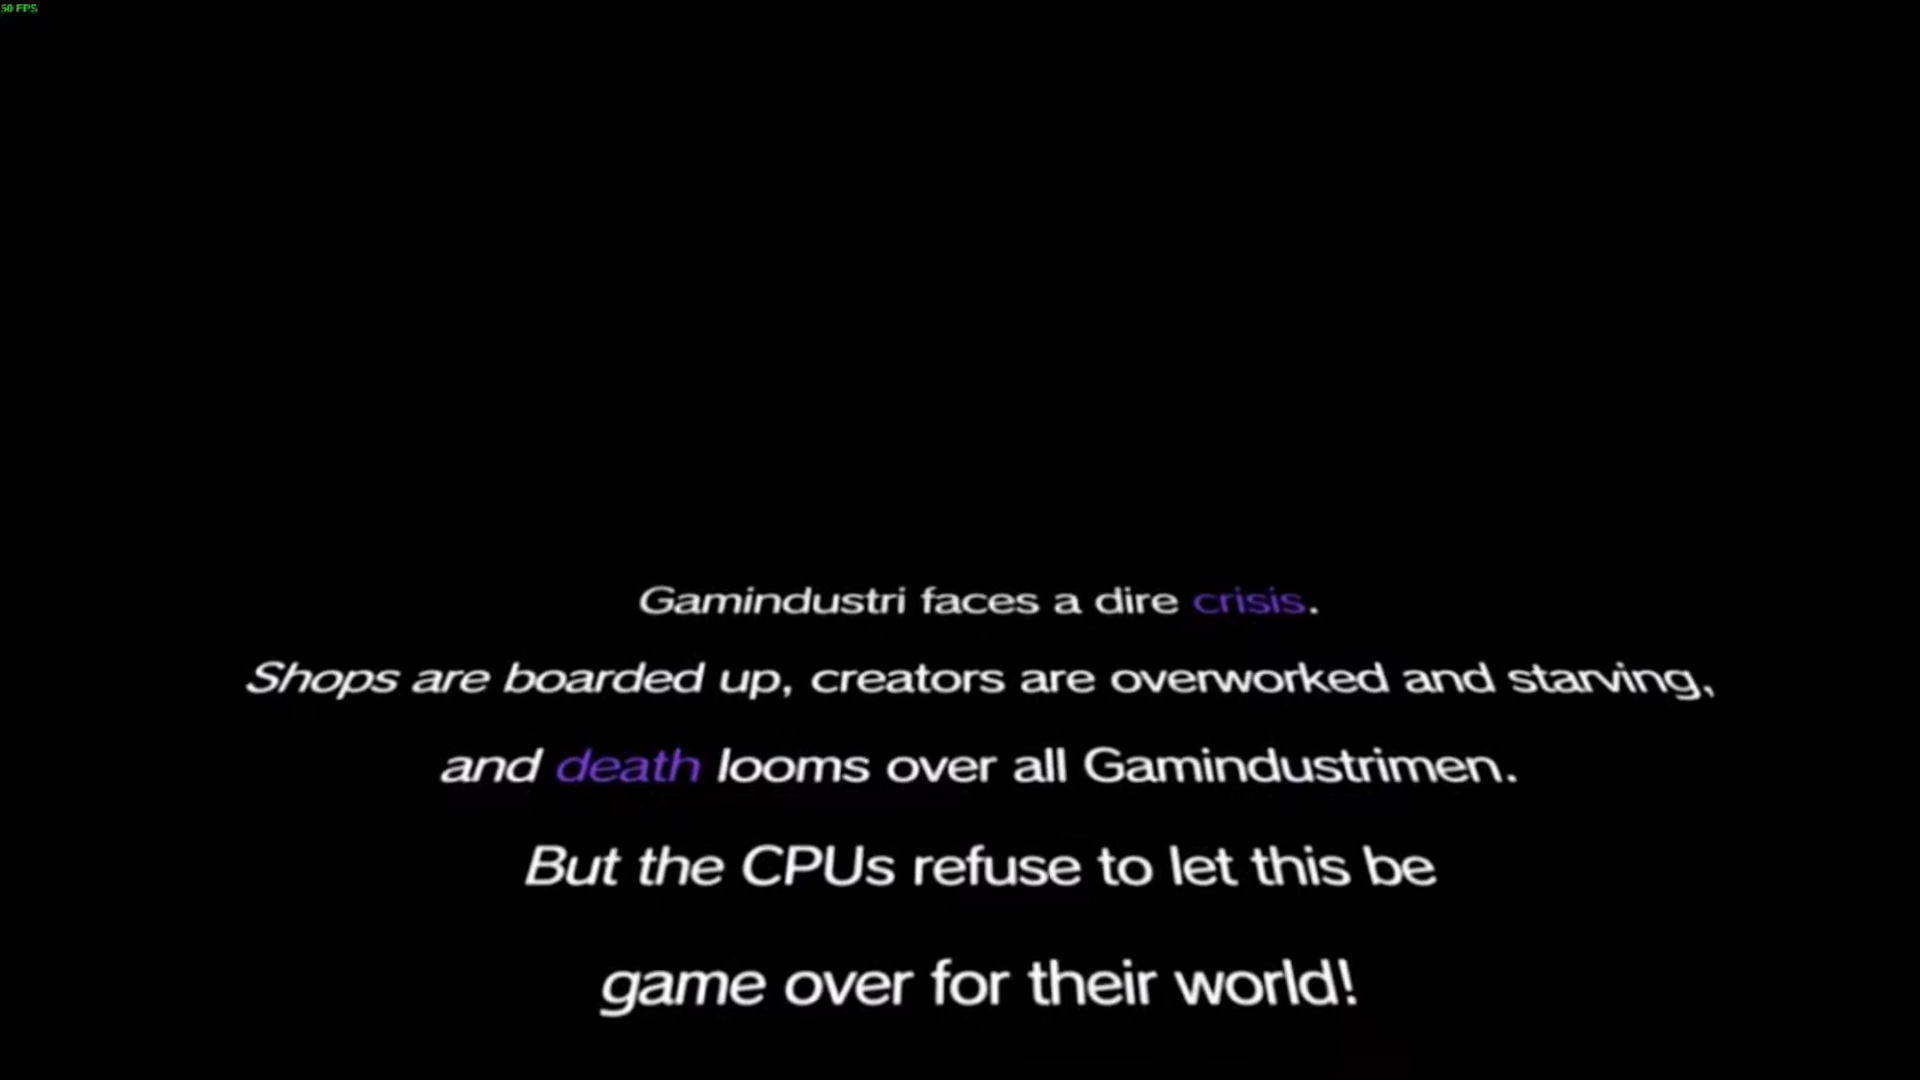 50 FPS
Gamindustri faces a dire crisis.
Shops are boarded up, creators are overworked and starving,
and death looms over all Gamindustrimen.
But the CPUs refuse to let this be
game over for their world!